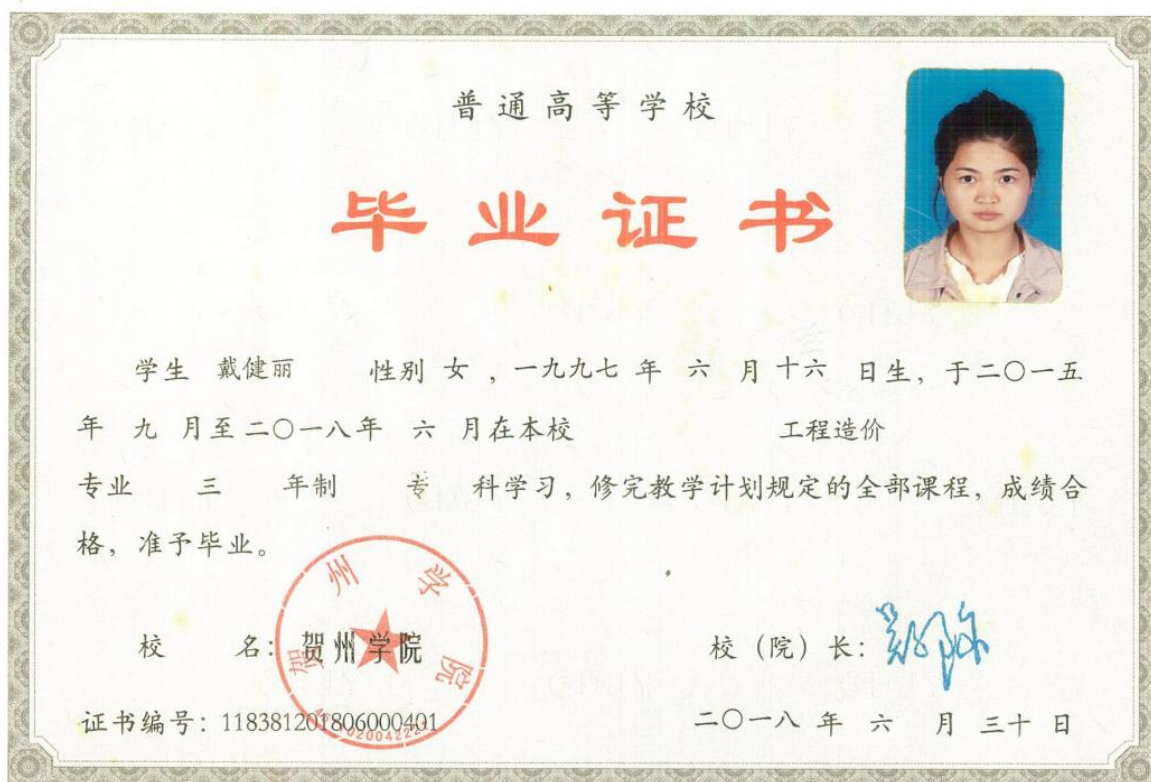 普通高等学校
毕业证书
学生 戴健丽 性别 女 ，一九九七 年 六 月 十六 日生，于二〇一五
年 九 月至 二〇一八年 六 月在本校 工程造价
专业 三 年制 专 科学习，修完教学计划规定的全部课程，成绩合
格，准予毕业。
贺州学院
校 名：贺州学院
校（院）长：
证书编号：118381201806000401
二〇一八 年 六 月 三十 日